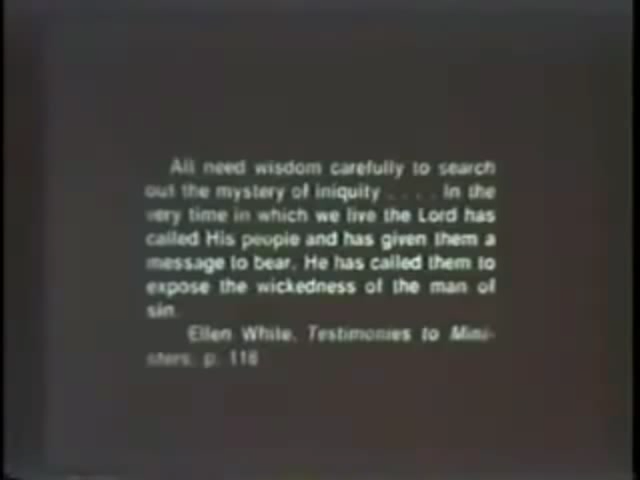 All need wisdom carefully to search
out the mystery of iniquity . . . . In the
very time in which we live the Lord has
called His people and has given them a
message to bear. He has called them to
expose the wickedness of the man of
sin.
Ellen White, Testimonies to Mini-
sters, p. 118